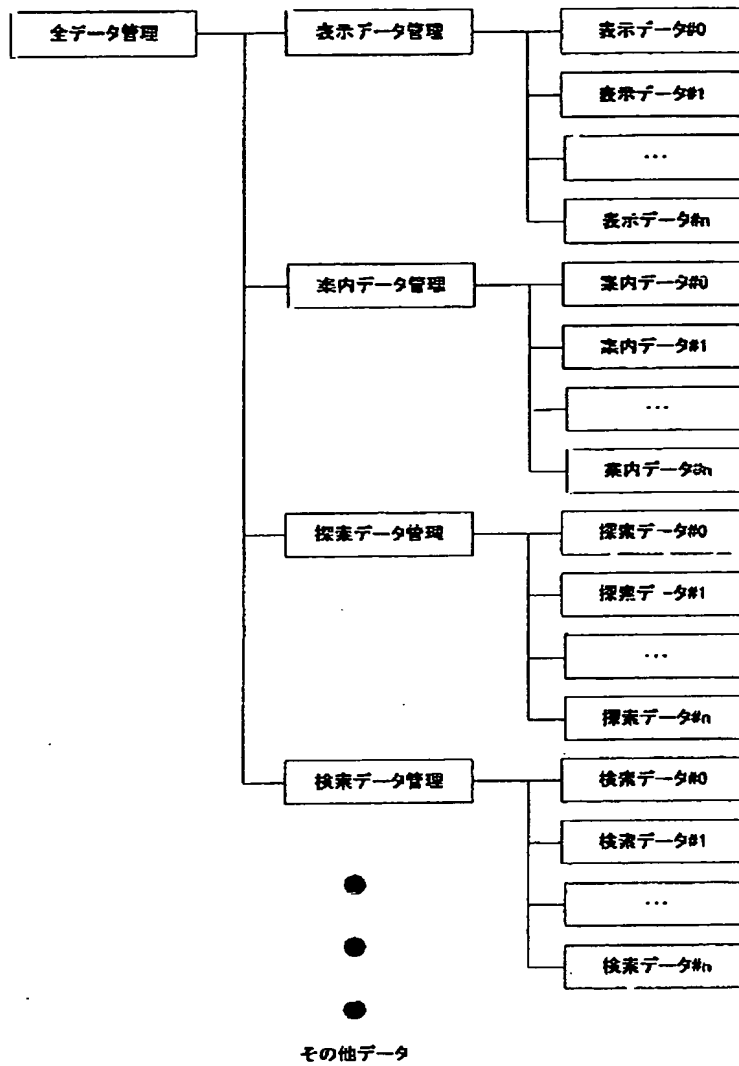 全データ管理
表示データ管理
表示データ#0
表示データ#1
…
表示データ#n
案内データ管理
案内データ#0
案内データ#1
…
案内データ#n
探索データ管理
探索データ#0
探索データ#1
…
探索データ#n
検索データ管理
検索データ#0
検索データ#1
…
検索データ#n
その他データ